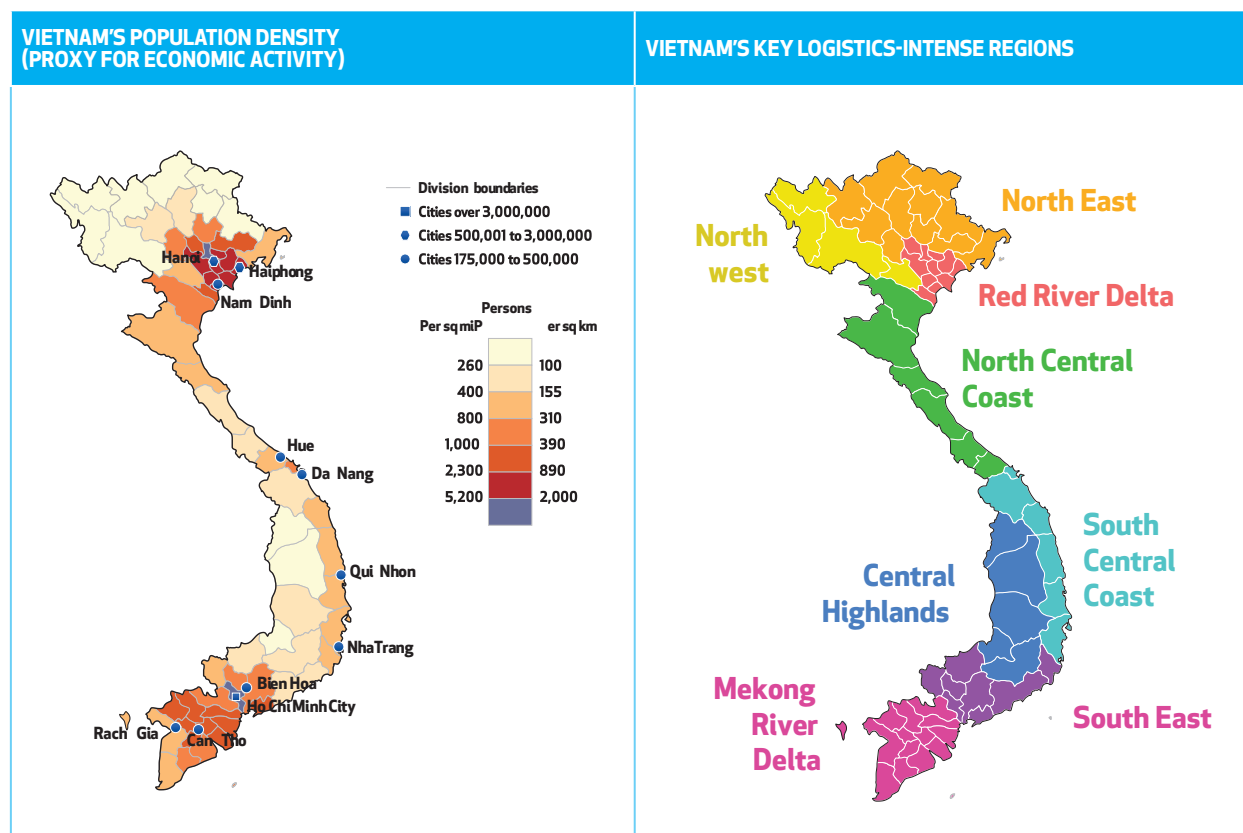 VIETNAM'S POPULATION DENSITY
(PROXY FOR ECONOMIC ACTIVITY)
VIETNAM'S KEY LOGISTICS-INTENSE REGIONS
Division boundaries
Cities over 3,000,000
Cities 500,001 to 3,000,000
Cities 175,000 to 500,000
Hanoi
Haiphong
Nam Dinh
Persons
Per sq miP er sq km
260 100
400 155
800 310
1,000 390
2,300 890
5,200 2,000
Hue
Da Nang
Qui Nhon
NhaTrang
Bien Hoa
Ho Chi Minh City
Rach Gia
Can Tho
North East
North
west
Red River Delta
North Central
Coast
South
Central
Coast
Central
Highlands
Mekong
River
Delta
South East